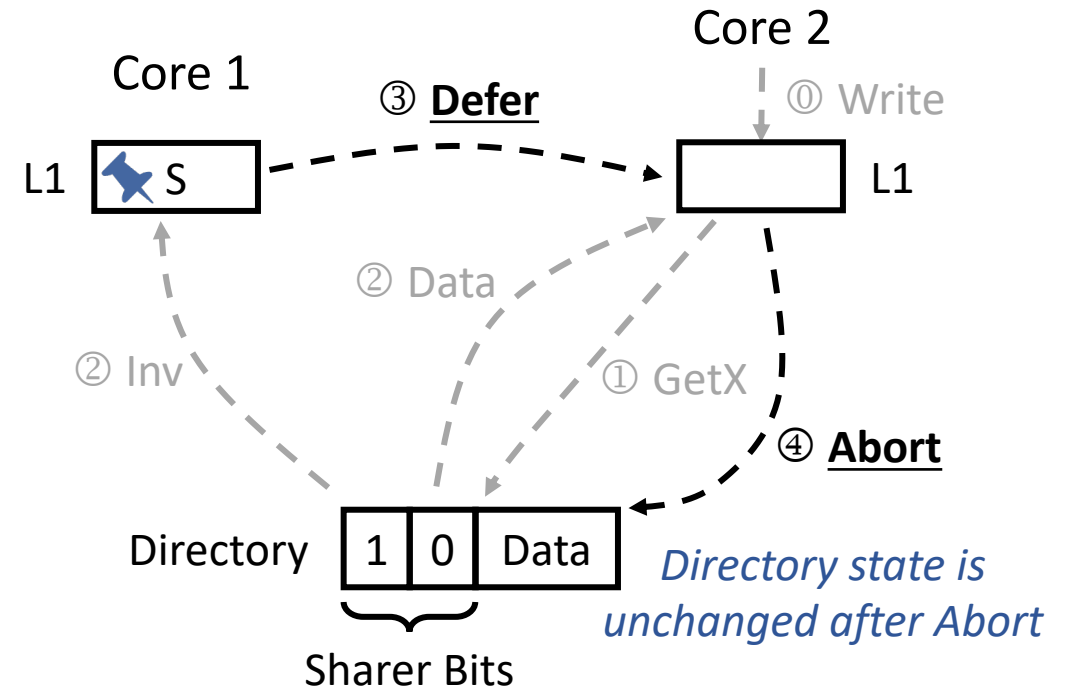 Core 2
Core 1
③ Defer
⓪ Write
L1
S
L1
② Data
② Inv
① GetX
④ Abort
Directory
1
0
Data
Directory state is
unchanged after Abort
Sharer Bits